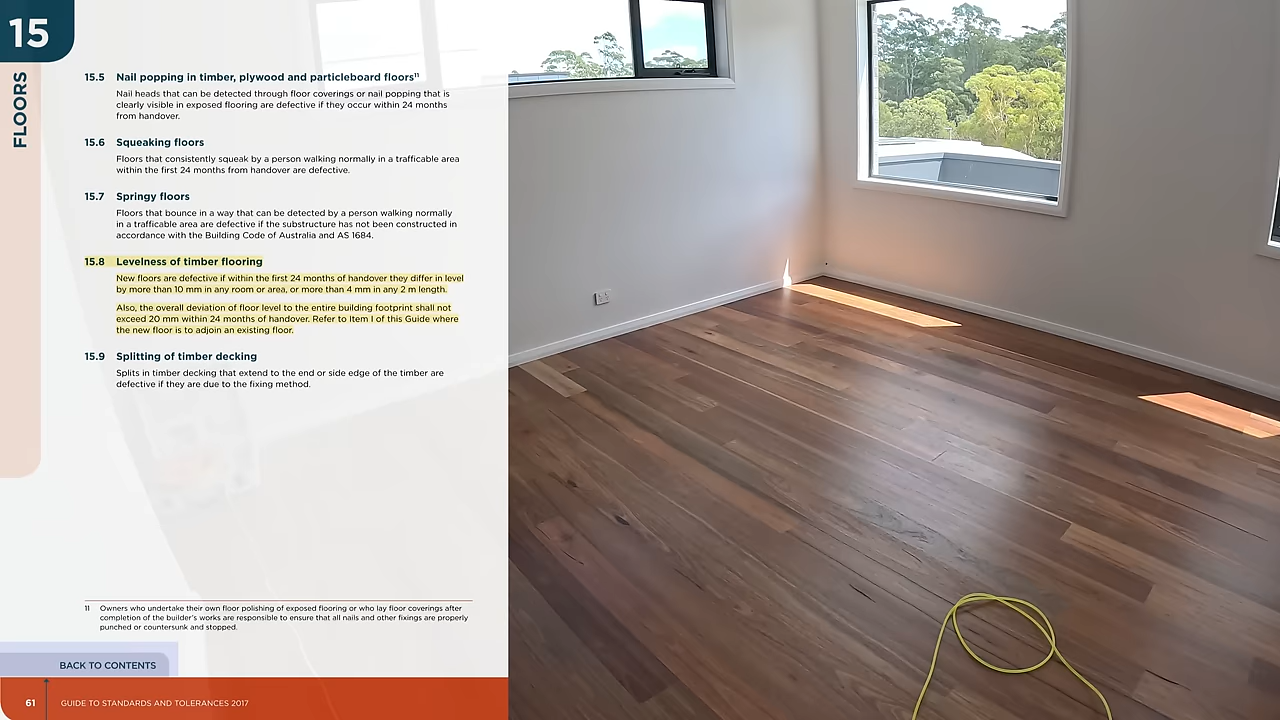 15
FLOORS
15.5 Nail popping in timber, plywood and particleboard floors¹¹
Nail heads that can be detected through floor coverings or nail popping that is
clearly visible in exposed flooring are defective if they occur within 24 months
from handover.
15.6 Squeaking floors
Floors that consistently squeak by a person walking normally in a trafficable area
within the first 24 months from handover are defective.
15.7 Springy floors
Floors that bounce in a way that can be detected by a person walking normally
in a trafficable area are defective if the substructure has not been constructed in
accordance with the Building Code of Australia and AS 1684.
15.8 Levelness of timber flooring
New floors are defective if within the first 24 months of handover they differ in level
by more than 10 mm in any room or area, or more than 4 mm in any 2 m length.
Also, the overall deviation of floor level to the entire building footprint shall not
exceed 20 mm within 24 months of handover. Refer to Item I of this Guide where
the new floor is to adjoin an existing floor.
15.9 Splitting of timber decking
Splits in timber decking that extend to the end or side edge of the timber are
defective if they are due to the fixing method.
11 Owners who undertake their own floor polishing of exposed flooring or who lay floor coverings after
completion of the builder's works are responsible to ensure that all nails and other fixings are properly
punched or countersunk and stopped.
BACK TO CONTENTS
61 GUIDE TO STANDARDS AND TOLERANCES 2017